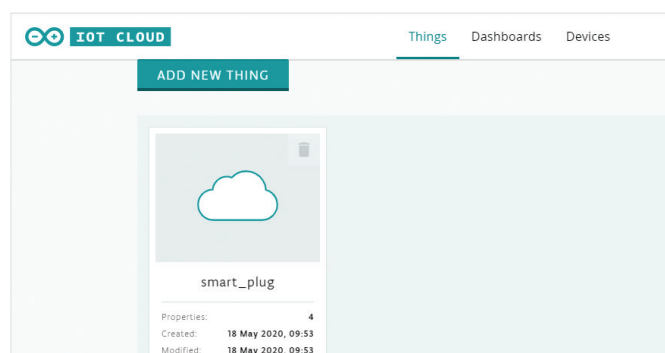 IOT CLOUD Things Dashboards Devices
ADD NEW THING
smart_plug
Properties: 4
Created: 18 May 2020, 09:53
Modified: 18 May 2020, 09:53